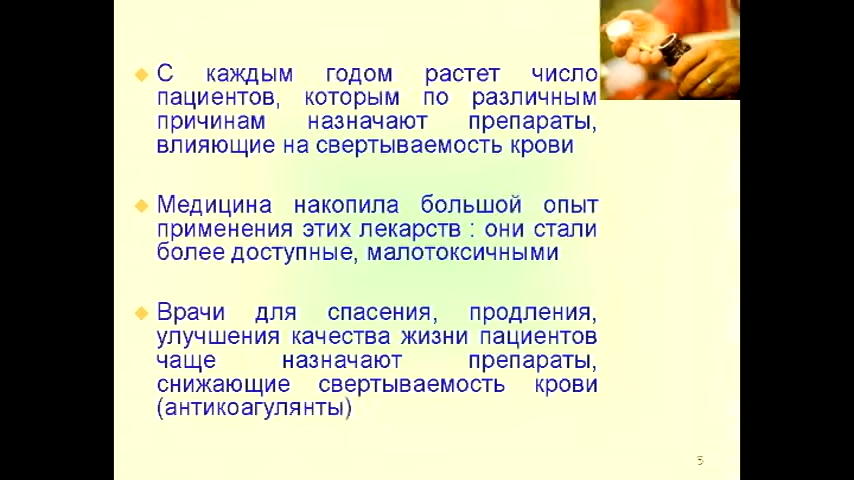 С каждым годом растет число
пациентов, которым по различным
причинам назначают препараты,
влияющие на свертываемость крови
Медицина накопила большой опыт
применения этих лекарств : они стали
более доступные, малотоксичными
Врачи для спасения, продления,
улучшения качества жизни пациентов
чаще назначают препараты,
снижающие свертываемость крови
(антикоагулянты)
5